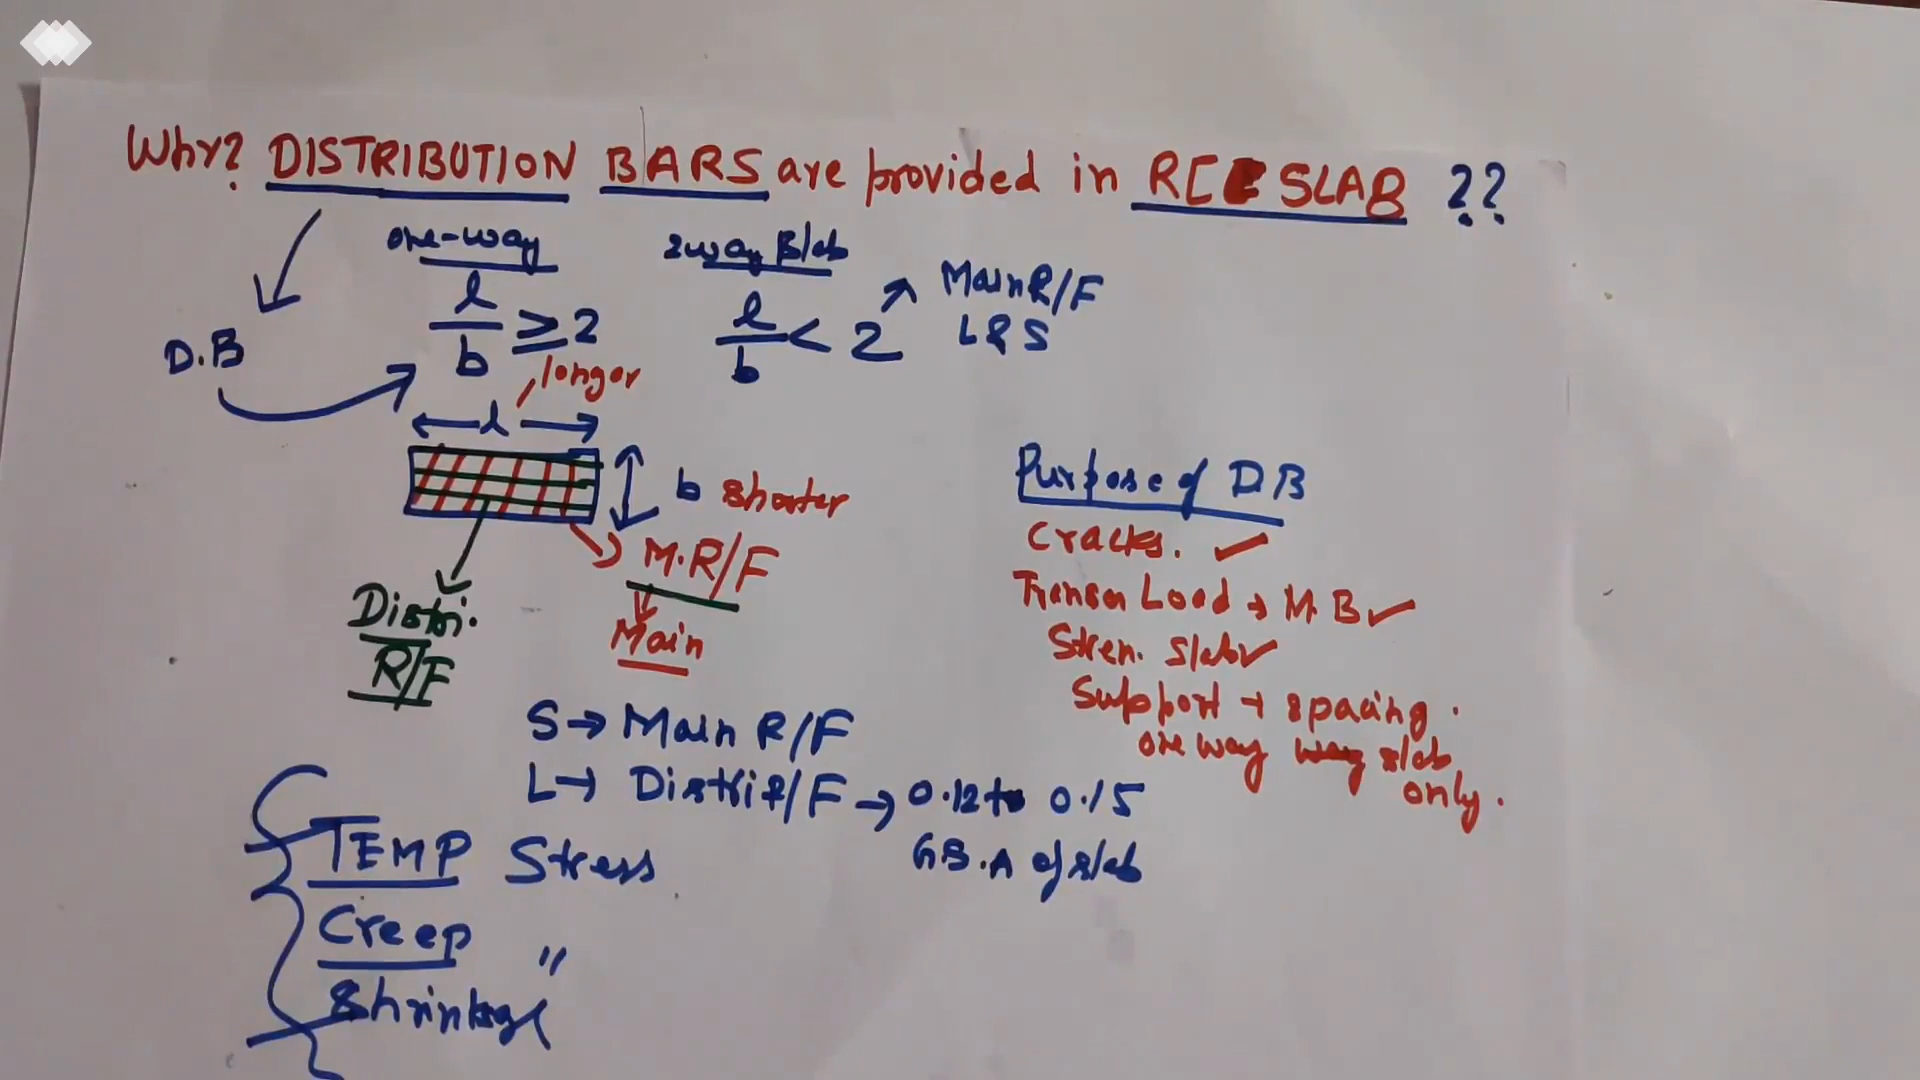 Why? DISTRIBUTION BARS are provided in RC SLAB ??
one-way
l/b ≥ 2
2way Slab
l/b < 2
Main R/F
L & S
D.B
longer
l
b shorter
M.R/F
Main
Distri.
R/F
Purpose of DB
Cracks. ✓
Load → M.B ✓
Stren. Slab ✓
Support → spacing.
one way slab
only.
S → Main R/F
L → Distri R/F → 0.12 to 0.15
of slab
TEMP Stress
Creep "
Shrinkage